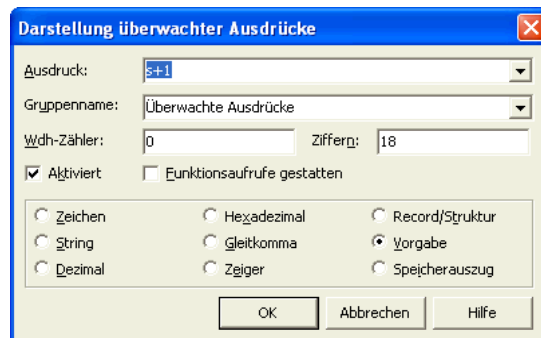 Darstellung überwachter Ausdrücke
Ausdruck: s+1
Gruppenname: Überwachte Ausdrücke
Wdh-Zähler: 0 Ziffern: 18
Aktiviert Funktionsaufrufe gestatten
Zeichen Hexadezimal Record/Struktur
String Gleitkomma Vorgabe
Dezimal Zeiger Speicherauszug
OK Abbrechen Hilfe